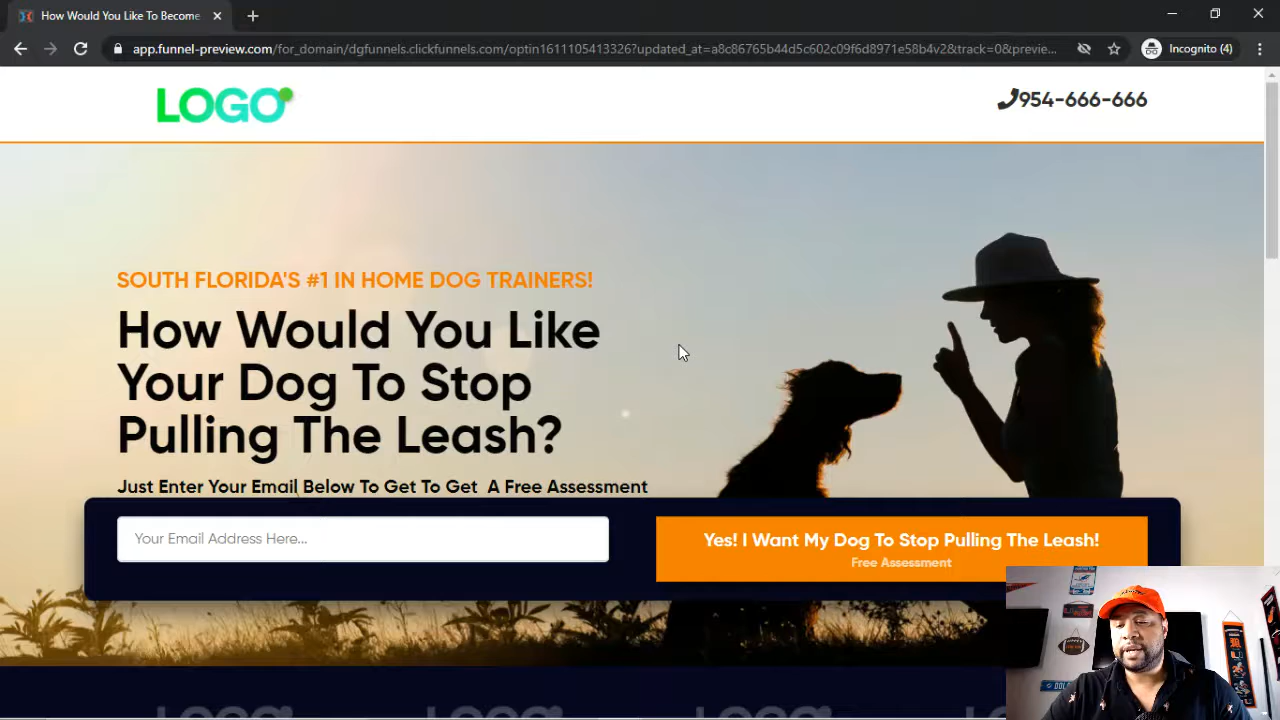 How Would You Like To Become
app.funnel-preview.com/for_domain/dgfunnels.clickfunnels.com/optin1611105413326?updated_at=a8c86765b44d5c602c09f6d8971e58b4v2&track=0&previe...
Incognito (4)
LOGO
954-666-666
SOUTH FLORIDA'S #1 IN HOME DOG TRAINERS!
How Would You Like
Your Dog To Stop
Pulling The Leash?
Just Enter Your Email Below To Get To Get A Free Assessment
Your Email Address Here...
Yes! I Want My Dog To Stop Pulling The Leash!
Free Assessment
LOGO LOGO LOGO